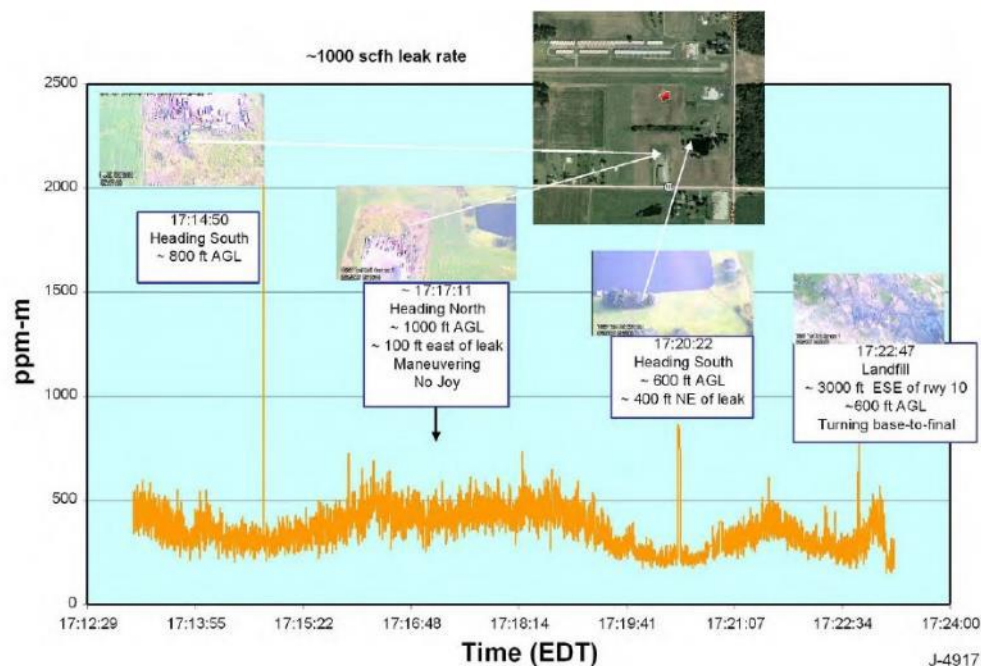 ~1000 scfh leak rate
ppm-m
2500
2000
1500
1000
500
0
17:14:50
Heading South
~ 800 ft AGL
~ 17:17:11
Heading North
~ 1000 ft AGL
~ 100 ft east of leak
Maneuvering
No Joy
17:20:22
Heading South
~ 600 ft AGL
~ 400 ft NE of leak
17:22:47
Landfill
~ 3000 ft ESE of rwy 10
~600 ft AGL
Turning base-to-final
17:12:29
17:13:55
17:15:22
17:16:48
17:18:14
17:19:41
17:21:07
17:22:34
17:24:00
Time (EDT)
J-4917